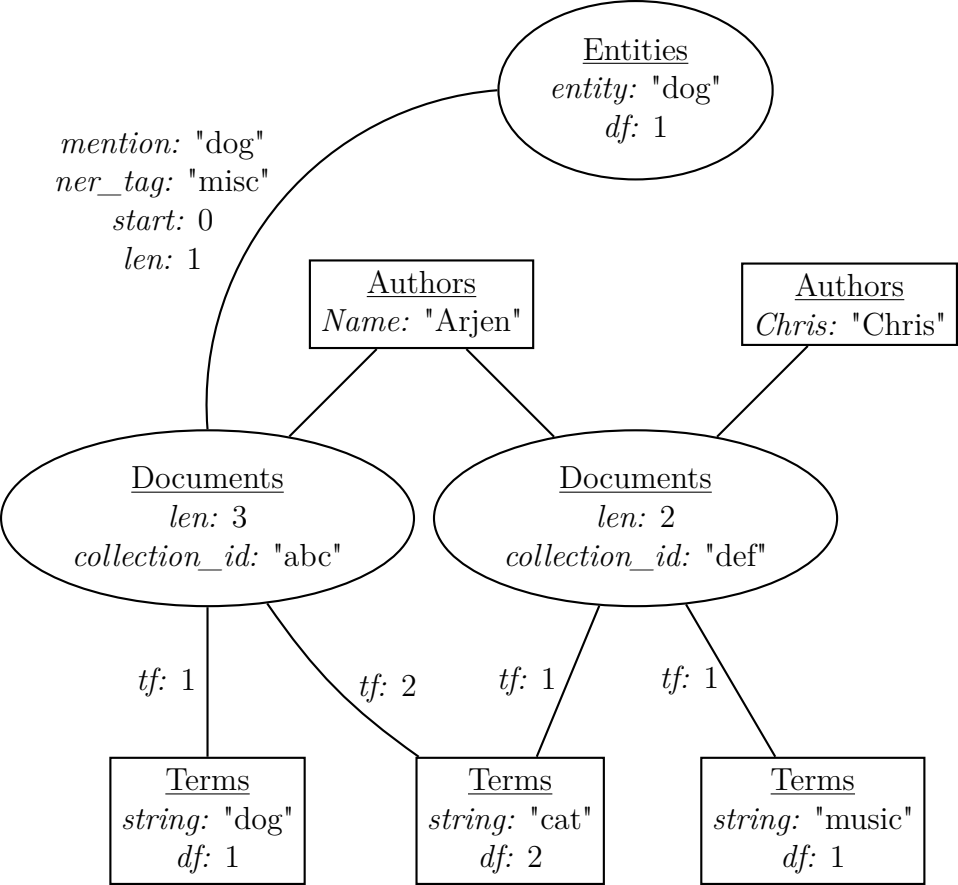 Entities
entity: "dog"
df: 1
mention: "dog"
ner_tag: "misc"
start: 0
len: 1
Authors
Name: "Arjen"
Authors
Chris: "Chris"
Documents
len: 3
collection_id: "abc"
Documents
len: 2
collection_id: "def"
tf: 1
tf: 2
tf: 1
tf: 1
Terms
string: "dog"
df: 1
Terms
string: "cat"
df: 2
Terms
string: "music"
df: 1